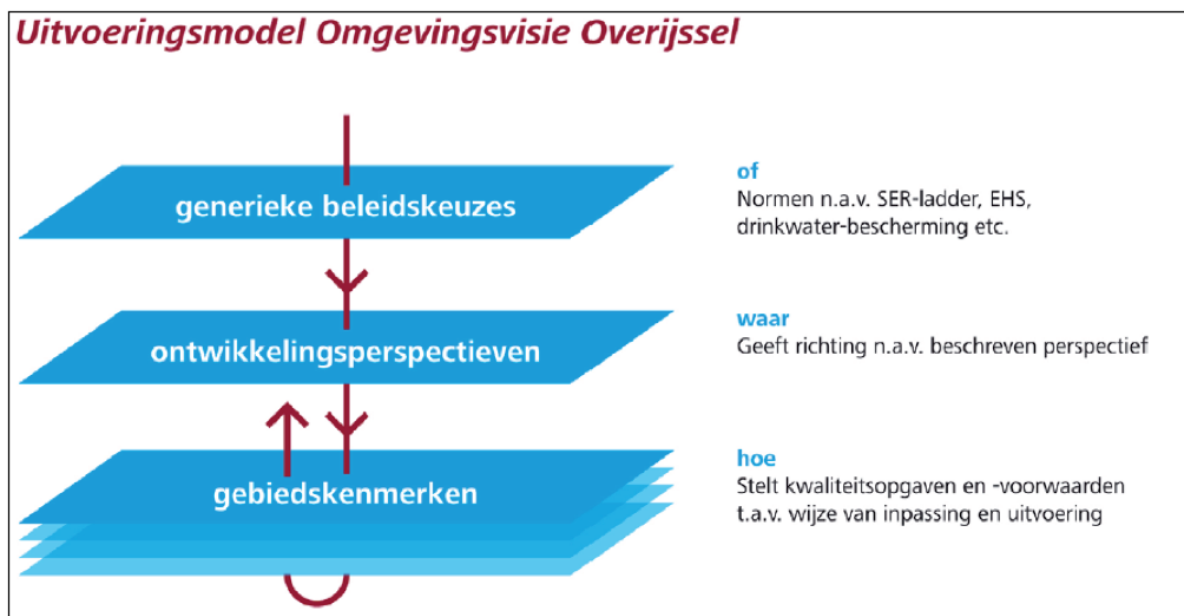 Uitvoeringsmodel Omgevingsvisie Overijssel
generieke beleidskeuzes
of
Normen n.a.v. SER-ladder, EHS,
drinkwater-bescherming etc.
ontwikkelingsperspectieven
waar
Geeft richting n.a.v. beschreven perspectief
gebiedskenmerken
hoe
Stelt kwaliteitsopgaven en -voorwaarden
t.a.v. wijze van inpassing en uitvoering